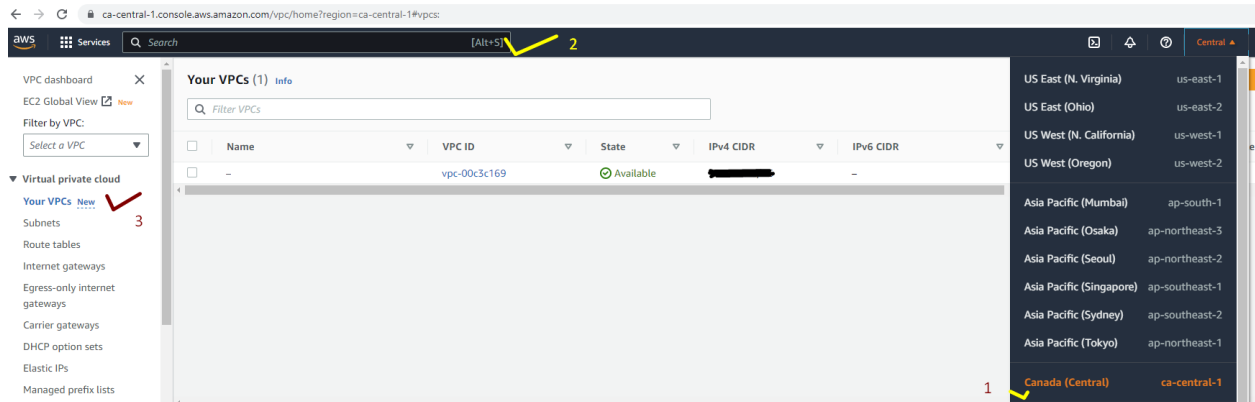 ca-central-1.console.aws.amazon.com/vpc/home?region=ca-central-1#vpcs:
aws Services Search [Alt+S] 2 Central
VPC dashboard
EC2 Global View New
Filter by VPC:
Select a VPC
Virtual private cloud
Your VPCs New
3
Subnets
Route tables
Internet gateways
Egress-only internet
gateways
Carrier gateways
DHCP option sets
Elastic IPs
Managed prefix lists
Your VPCs (1) Info
Filter VPCs
Name VPC ID State IPv4 CIDR IPv6 CIDR
– vpc-00c3c169 Available –
US East (N. Virginia) us-east-1
US East (Ohio) us-east-2
US West (N. California) us-west-1
US West (Oregon) us-west-2
Asia Pacific (Mumbai) ap-south-1
Asia Pacific (Osaka) ap-northeast-3
Asia Pacific (Seoul) ap-northeast-2
Asia Pacific (Singapore) ap-southeast-1
Asia Pacific (Sydney) ap-southeast-2
Asia Pacific (Tokyo) ap-northeast-1
1
Canada (Central) ca-central-1